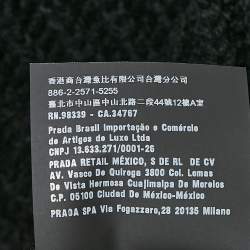 香港商台灣童比有限公司台灣分公司
886-2-2571-5255
臺北市中山區中山北路二段44號12樓A室
RN.98339 - CA.34767
Prada Brasil Importação e Comércio
de Artigos de Luxo Ltda
CNPJ 13.533.271/0001-26
PRADA RETAIL MÉXICO, S DE RL DE CV
AV. Vasco De Quiroga 3800 Col. Lomas
De Vista Hermosa Cuajimalpa De Morelos
C.P. 05100 Ciudad De México-México
PRADA SPA Via Fogazzaro, 28 20135 Milano